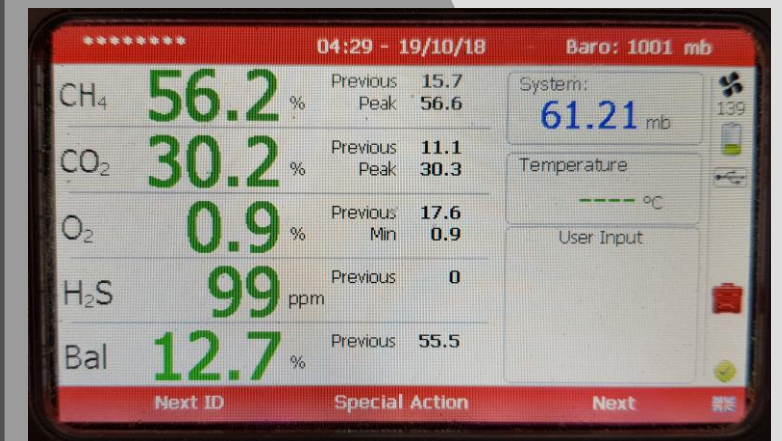 ******** 04:29 - 19/10/18 Baro: 1001 mb
CH₄ 56.2 % Previous 15.7
Peak 56.6
CO₂ 30.2 % Previous 11.1
Peak 30.3
O₂ 0.9 % Previous 17.6
Min 0.9
H₂S 99 ppm Previous 0
Bal 12.7 % Previous 55.5
System:
61.21 mb
Temperature
---- °C
User Input
139
Next ID Special Action Next